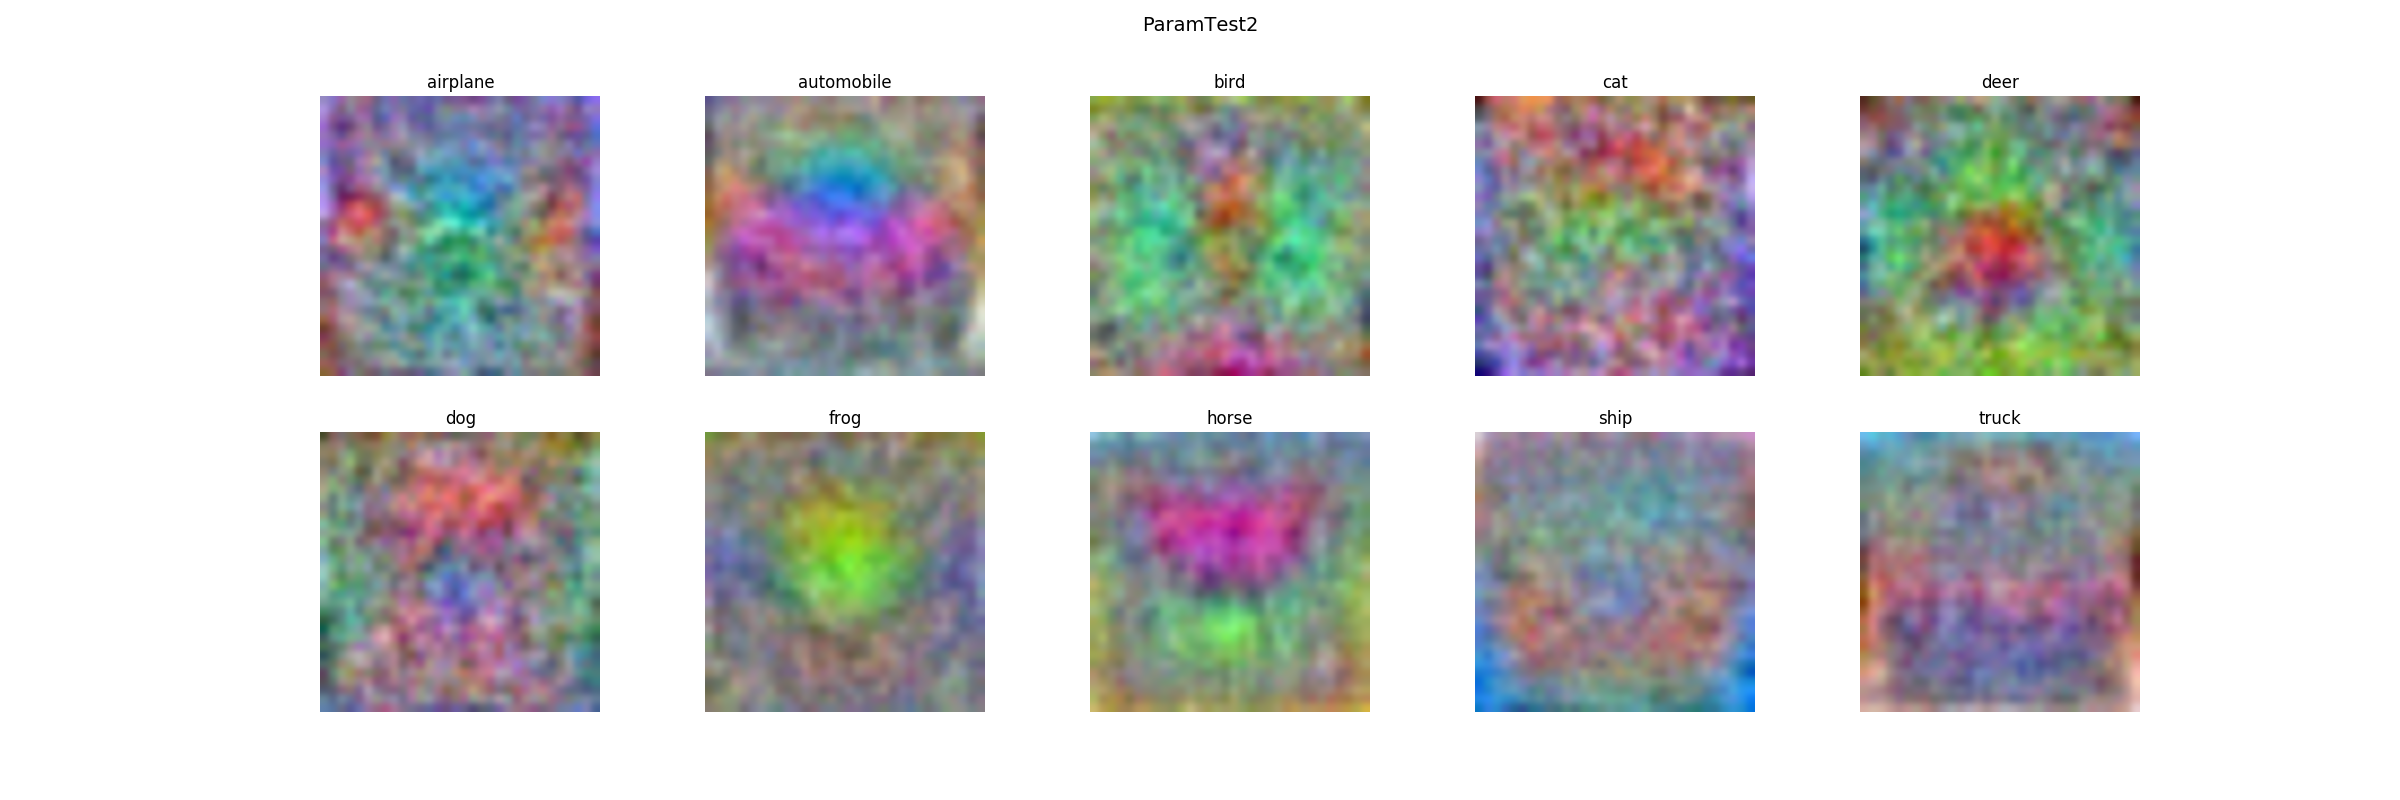 ParamTest2
airplane
automobile
bird
cat
deer
dog
frog
horse
ship
truck